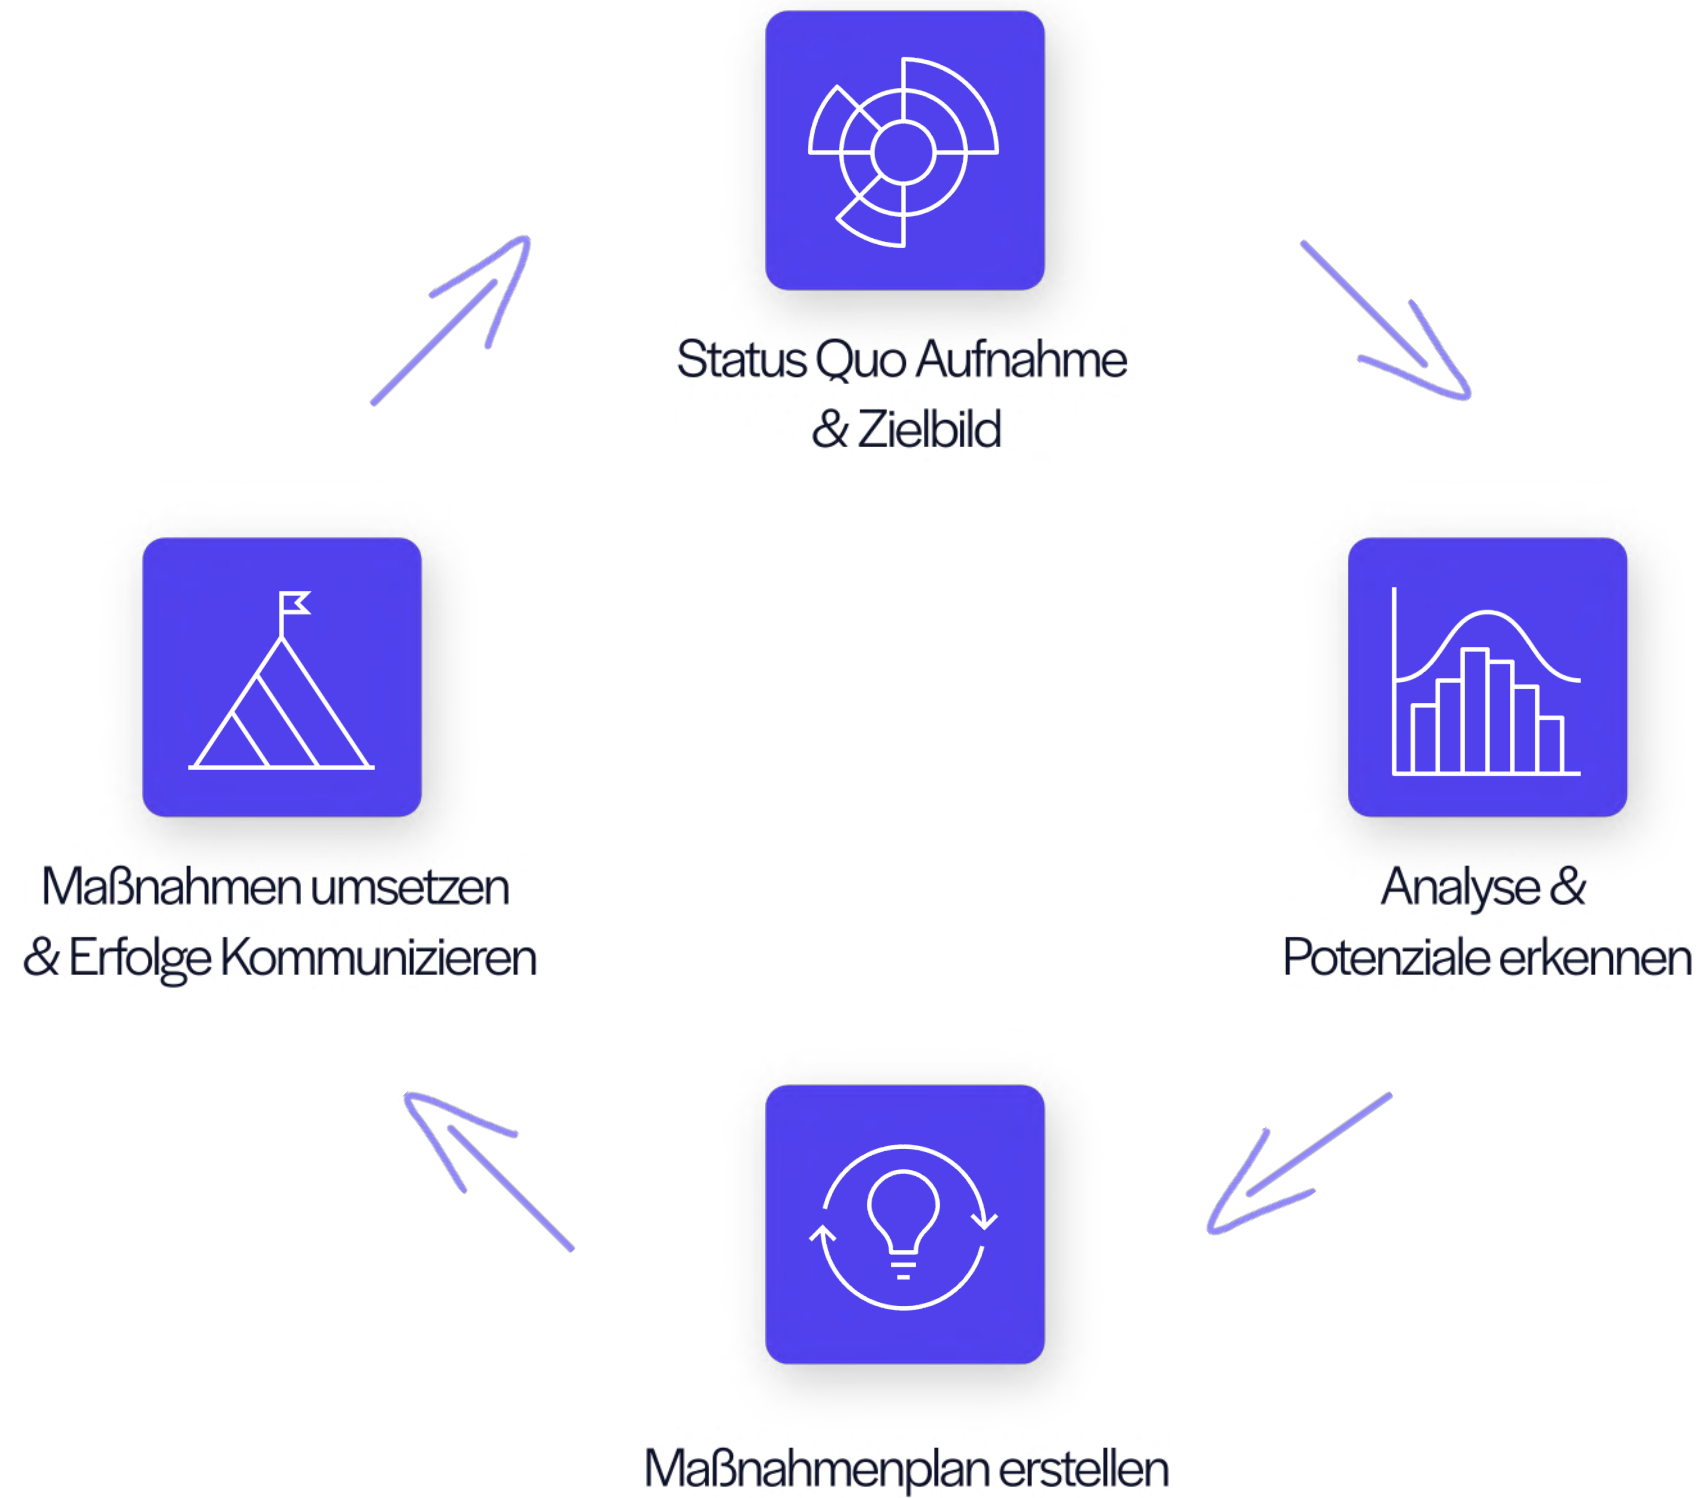 Status Quo Aufnahme
& Zielbild
Analyse &
Potenziale erkennen
Maßnahmenplan erstellen
Maßnahmen umsetzen
& Erfolge Kommunizieren